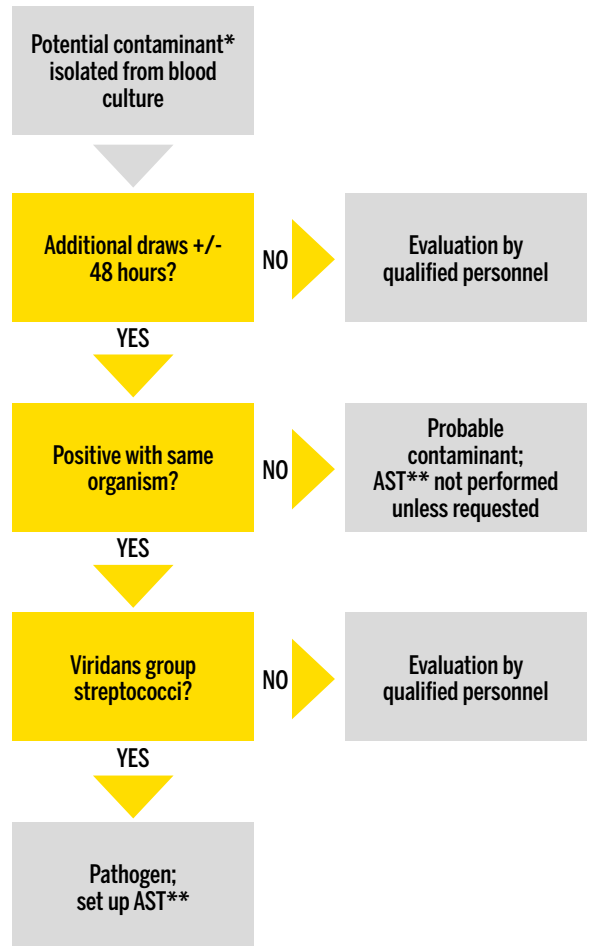 Potential contaminant*
isolated from blood
culture
Additional draws +/-
48 hours?
NO
Evaluation by
qualified personnel
YES
Positive with same
organism?
NO
Probable
contaminant;
AST** not performed
unless requested
YES
Viridans group
streptococci?
NO
Evaluation by
qualified personnel
YES
Pathogen;
set up AST**